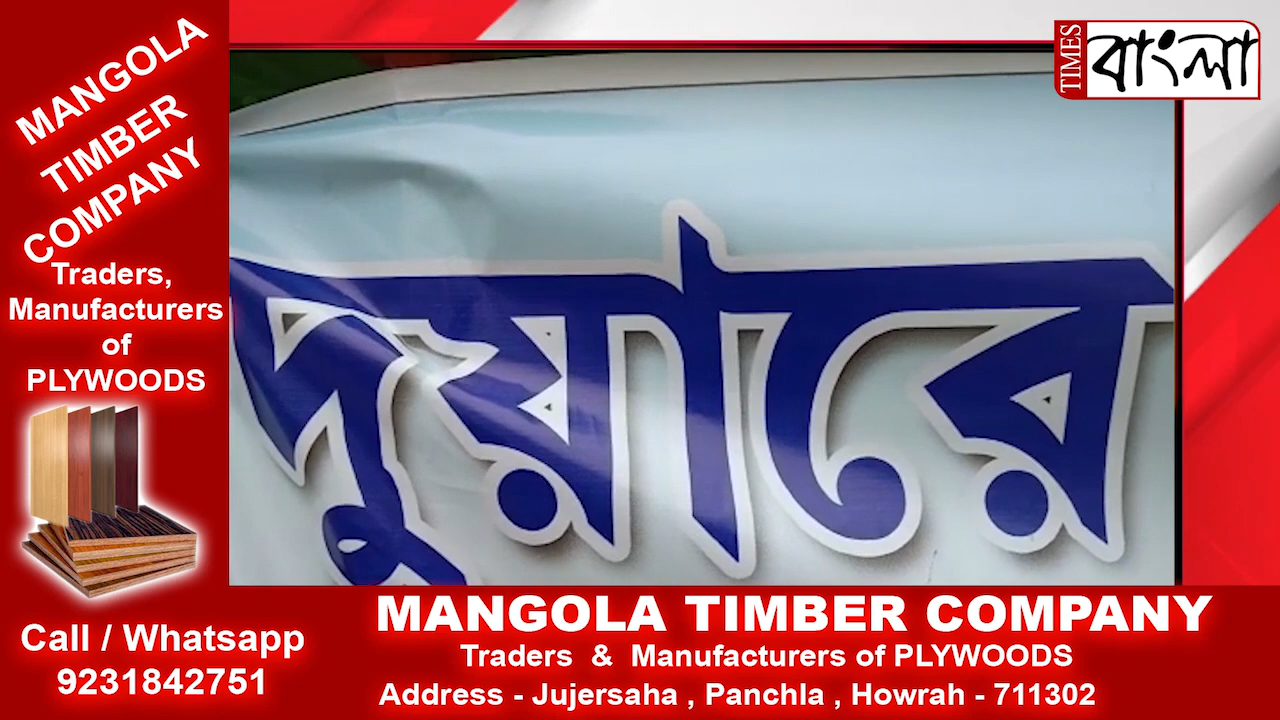 MANGOLA
TIMBER
COMPANY
Traders,
Manufacturers
of
PLYWOODS
Call / Whatsapp
9231842751
TIMES
বাংলা
দুয়ারে
MANGOLA TIMBER COMPANY
Traders & Manufacturers of PLYWOODS
Address - Jujersaha , Panchla , Howrah - 711302